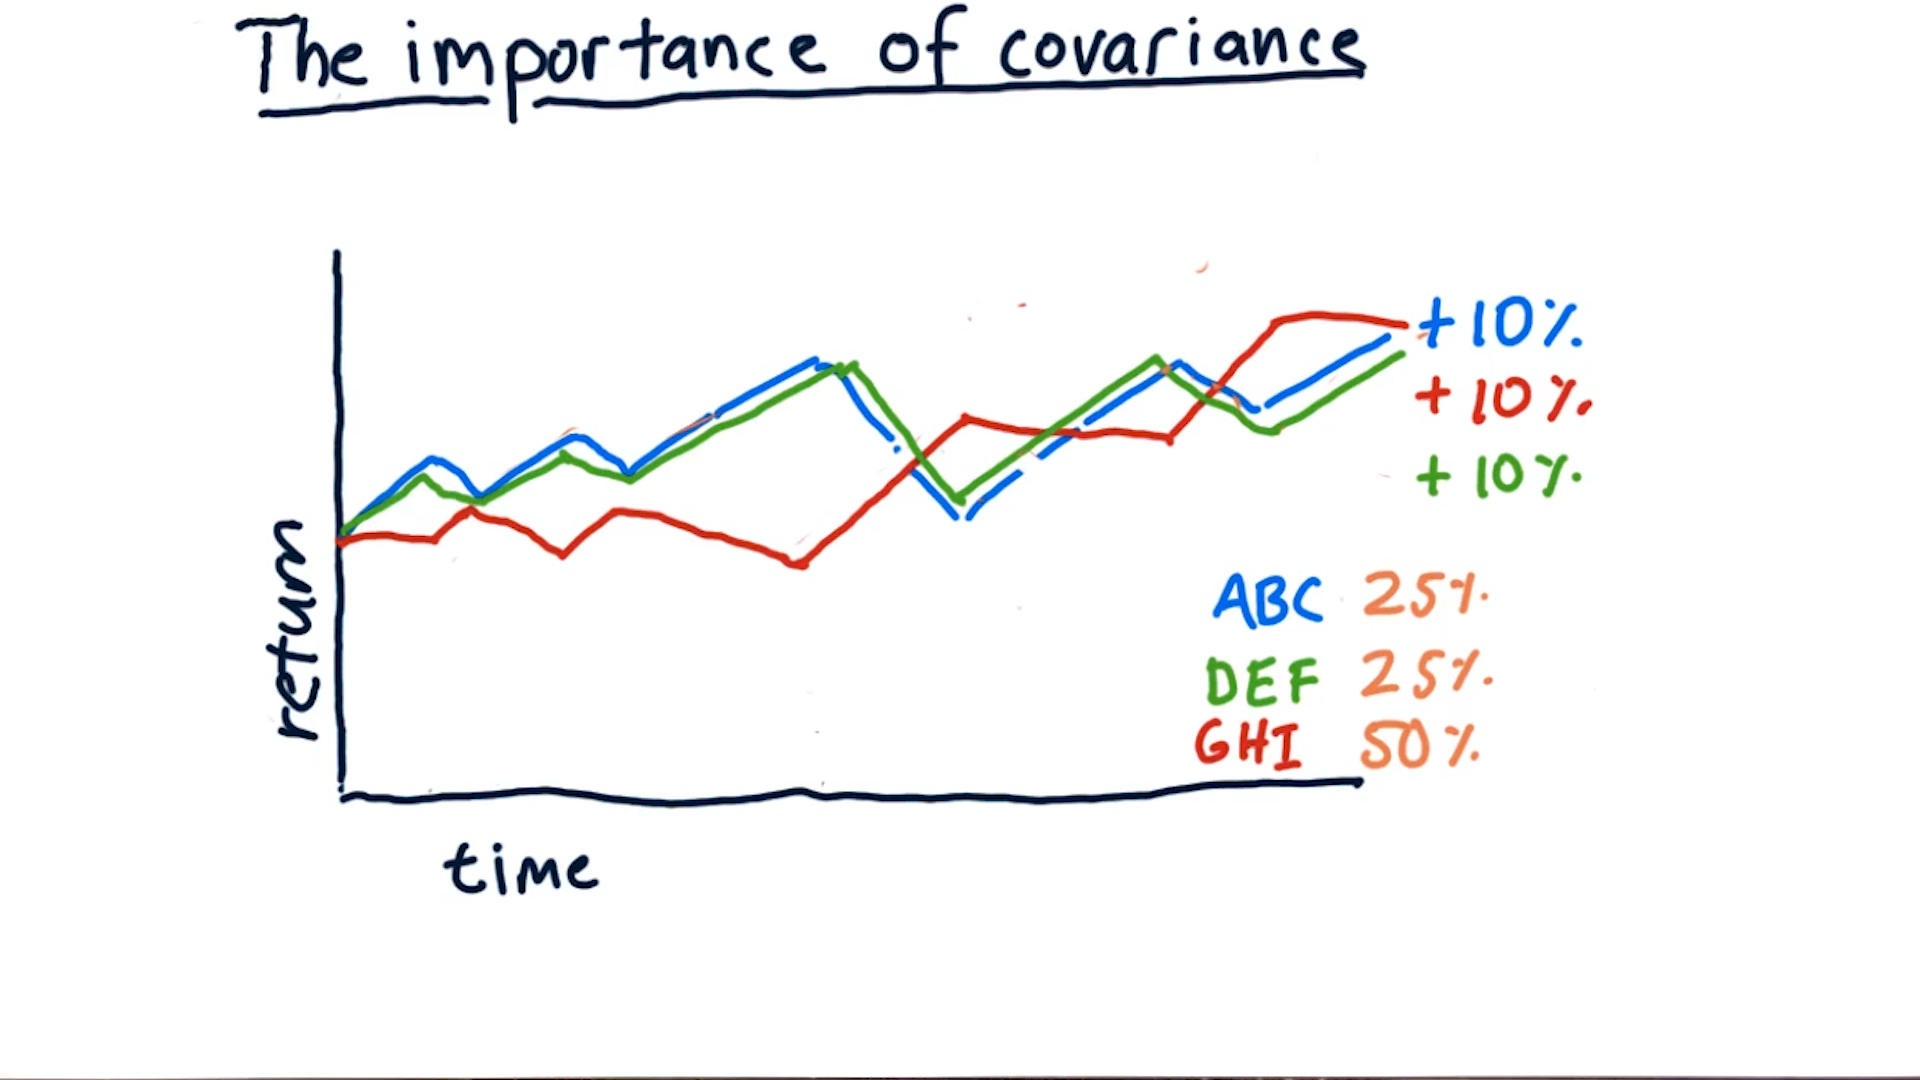 The importance of covariance
+10%
+10%
+10%
return
ABC 25%
DEF 25%
GHI 50%
time